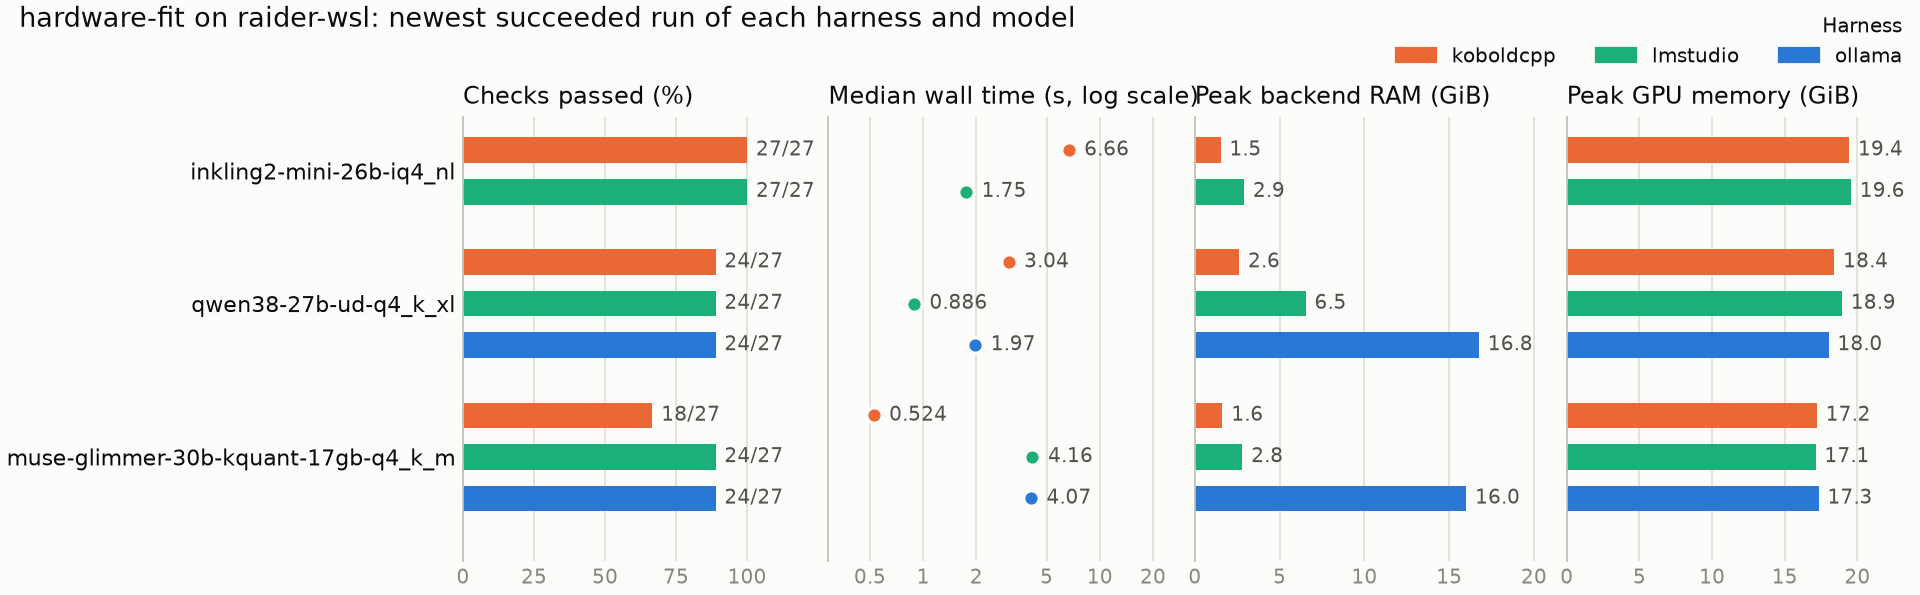 hardware-fit on raider-wsl: newest succeeded run of each harness and model
Harness
koboldcpp lmstudio ollama
Checks passed (%) Median wall time (s, log scale) Peak backend RAM (GiB) Peak GPU memory (GiB)
inkling2-mini-26b-iq4_nl
27/27 6.66 1.5 19.4
27/27 1.75 2.9 19.6
qwen38-27b-ud-q4_k_xl
24/27 3.04 2.6 18.4
24/27 0.886 6.5 18.9
24/27 1.97 16.8 18.0
muse-glimmer-30b-kquant-17gb-q4_k_m
18/27 0.524 1.6 17.2
24/27 4.16 2.8 17.1
24/27 4.07 16.0 17.3
0 25 50 75 100 0.5 1 2 5 10 20 0 5 10 15 20 0 5 10 15 20